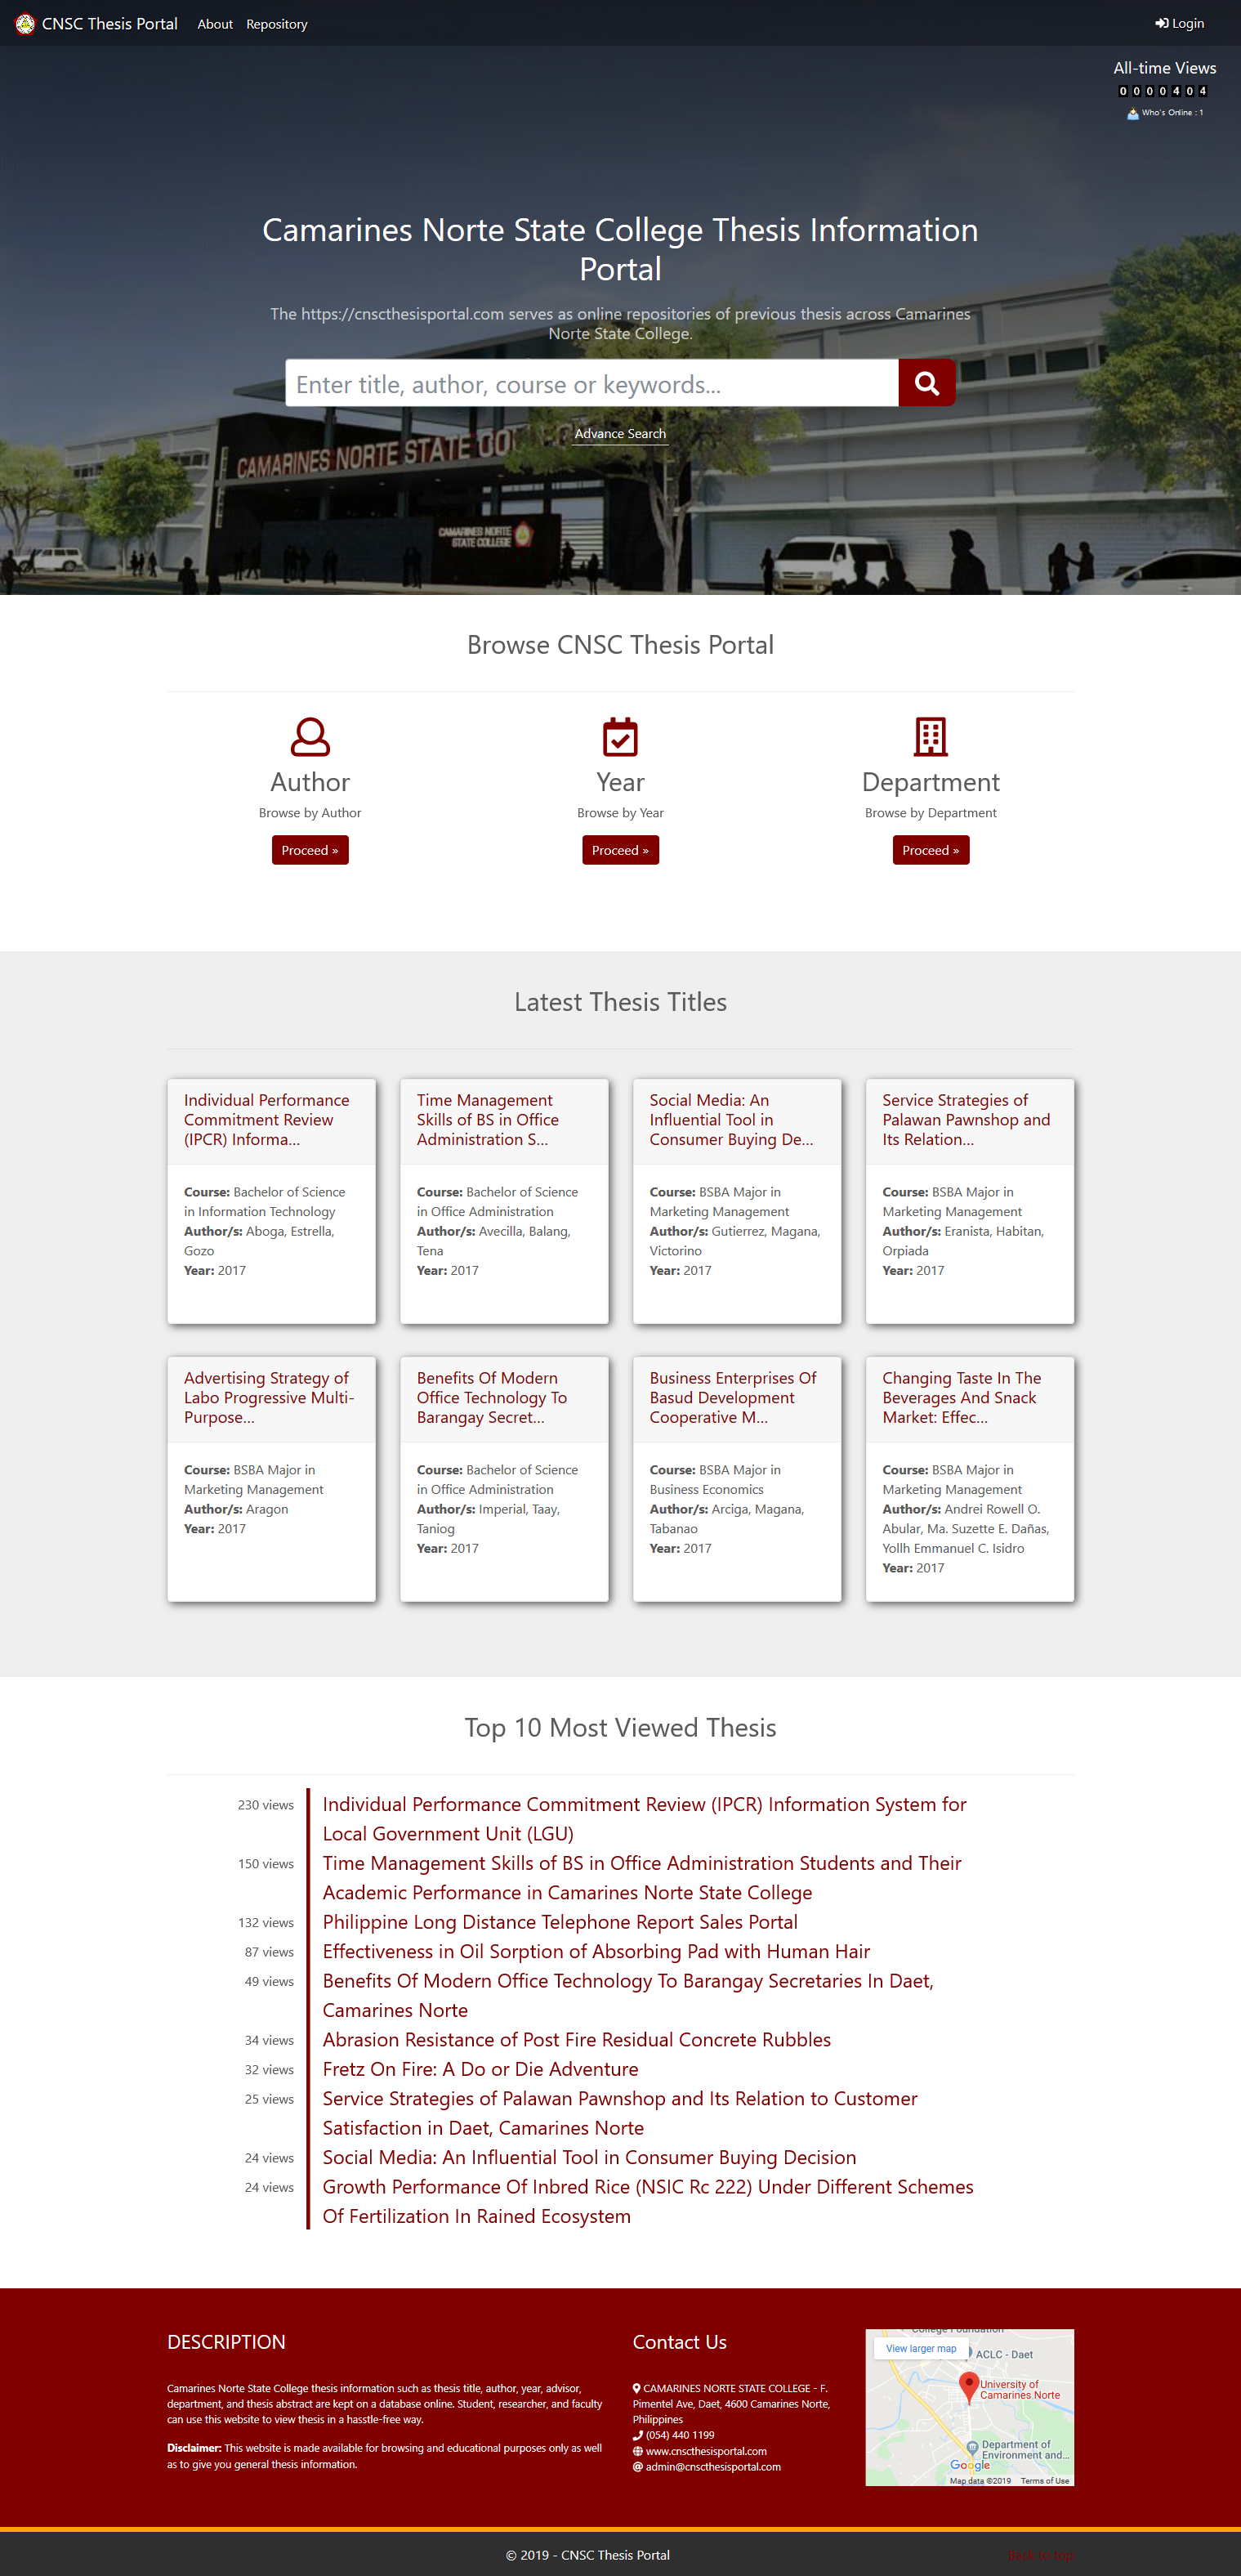 CNSC Thesis Portal
About
Repository
Login
All-time Views
0000404
Who's Online : 1
Camarines Norte State College Thesis Information
Portal
The https://cnscthesisportal.com serves as online repositories of previous thesis across Camarines
Norte State College.
Enter title, author, course or keywords...
Advance Search
CAMARINES NORTE STATE CO
CAMARINES NORTE
STATE COLLEGE
Browse CNSC Thesis Portal
Author
Browse by Author
Proceed »
Year
Browse by Year
Proceed »
Department
Browse by Department
Proceed »
Latest Thesis Titles
Individual Performance
Commitment Review
(IPCR) Informa...
Course: Bachelor of Science
in Information Technology
Author/s: Aboga, Estrella,
Gozo
Year: 2017
Time Management
Skills of BS in Office
Administration S...
Course: Bachelor of Science
in Office Administration
Author/s: Avecilla, Balang,
Tena
Year: 2017
Social Media: An
Influential Tool in
Consumer Buying De...
Course: BSBA Major in
Marketing Management
Author/s: Gutierrez, Magana,
Victorino
Year: 2017
Service Strategies of
Palawan Pawnshop and
Its Relation...
Course: BSBA Major in
Marketing Management
Author/s: Eranista, Habitan,
Orpiada
Year: 2017
Advertising Strategy of
Labo Progressive Multi-
Purpose...
Course: BSBA Major in
Marketing Management
Author/s: Aragon
Year: 2017
Benefits Of Modern
Office Technology To
Barangay Secret...
Course: Bachelor of Science
in Office Administration
Author/s: Imperial, Taay,
Taniog
Year: 2017
Business Enterprises Of
Basud Development
Cooperative M...
Course: BSBA Major in
Business Economics
Author/s: Arciga, Magana,
Tabanao
Year: 2017
Changing Taste In The
Beverages And Snack
Market: Effec...
Course: BSBA Major in
Marketing Management
Author/s: Andrei Rowell O.
Abular, Ma. Suzette E. Dañas,
Yollh Emmanuel C. Isidro
Year: 2017
Top 10 Most Viewed Thesis
230 views
Individual Performance Commitment Review (IPCR) Information System for
Local Government Unit (LGU)
150 views
Time Management Skills of BS in Office Administration Students and Their
Academic Performance in Camarines Norte State College
132 views
Philippine Long Distance Telephone Report Sales Portal
87 views
Effectiveness in Oil Sorption of Absorbing Pad with Human Hair
49 views
Benefits Of Modern Office Technology To Barangay Secretaries In Daet,
Camarines Norte
34 views
Abrasion Resistance of Post Fire Residual Concrete Rubbles
32 views
Fretz On Fire: A Do or Die Adventure
25 views
Service Strategies of Palawan Pawnshop and Its Relation to Customer
Satisfaction in Daet, Camarines Norte
24 views
Social Media: An Influential Tool in Consumer Buying Decision
24 views
Growth Performance Of Inbred Rice (NSIC Rc 222) Under Different Schemes
Of Fertilization In Rained Ecosystem
DESCRIPTION
Camarines Norte State College thesis information such as thesis title, author, year, advisor,
department, and thesis abstract are kept on a database online. Student, researcher, and faculty
can use this website to view thesis in a hasstle-free way.
Disclaimer: This website is made available for browsing and educational purposes only as well
as to give you general thesis information.
Contact Us
CAMARINES NORTE STATE COLLEGE - F.
Pimentel Ave, Daet, 4600 Camarines Norte,
Philippines
(054) 440 1199
www.cnscthesisportal.com
admin@cnscthesisportal.com
College Foundation
View larger map
ACLC - Daet
University of
Camarines Norte
Department of
Environment and...
Google
Map data ©2019
Terms of Use
© 2019 - CNSC Thesis Portal
Back to top